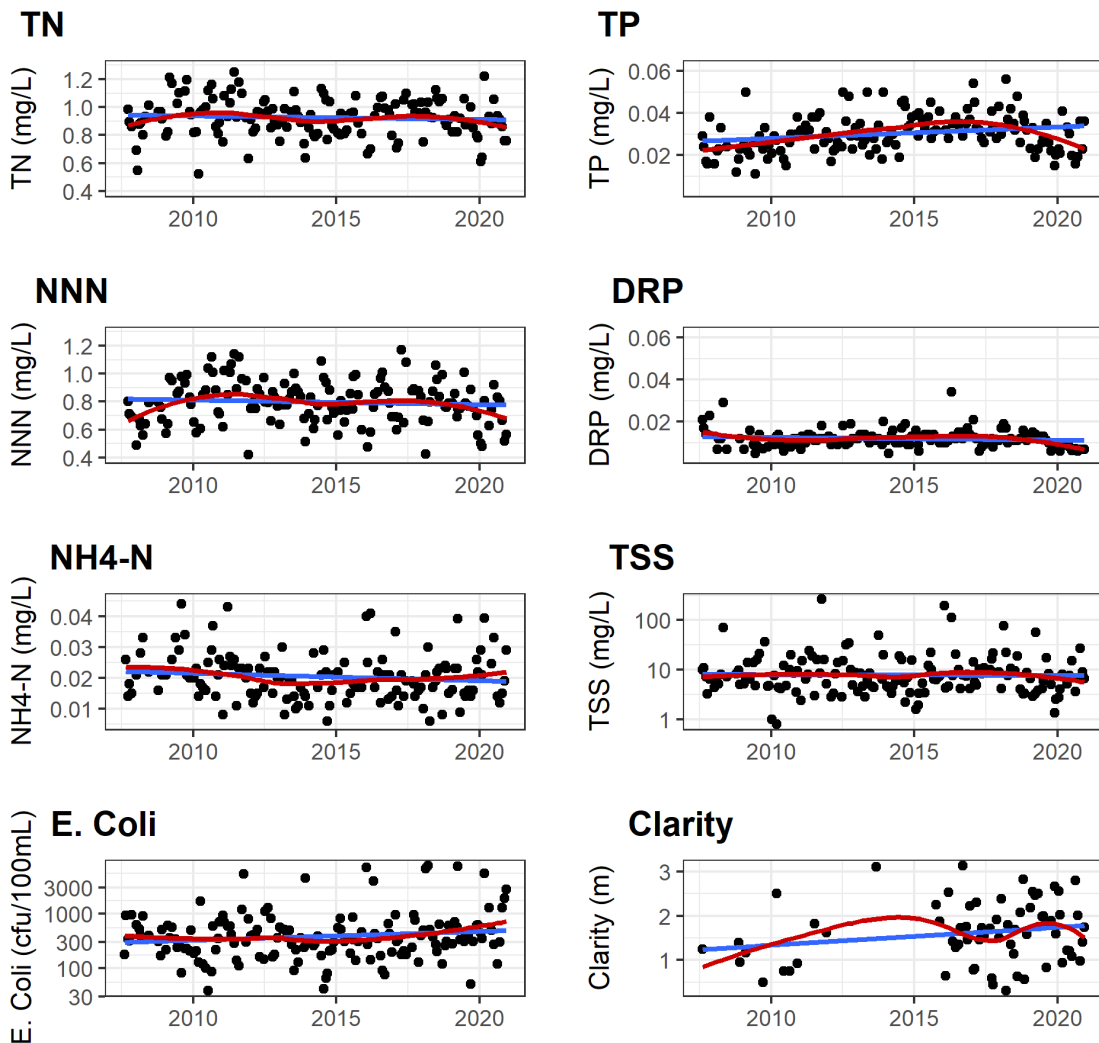 TN
TN (mg/L)
1.2
1.0
0.8
0.6
0.4
2010 2015 2020
TP
TP (mg/L)
0.06
0.04
0.02
2010 2015 2020
NNN
NNN (mg/L)
1.2
1.0
0.8
0.6
0.4
2010 2015 2020
DRP
DRP (mg/L)
0.06
0.04
0.02
2010 2015 2020
NH4-N
NH4-N (mg/L)
0.04
0.03
0.02
0.01
2010 2015 2020
TSS
TSS (mg/L)
100
10
1
2010 2015 2020
E. Coli
E. Coli (cfu/100mL)
3000
1000
300
100
30
2010 2015 2020
Clarity
Clarity (m)
3
2
1
2010 2015 2020